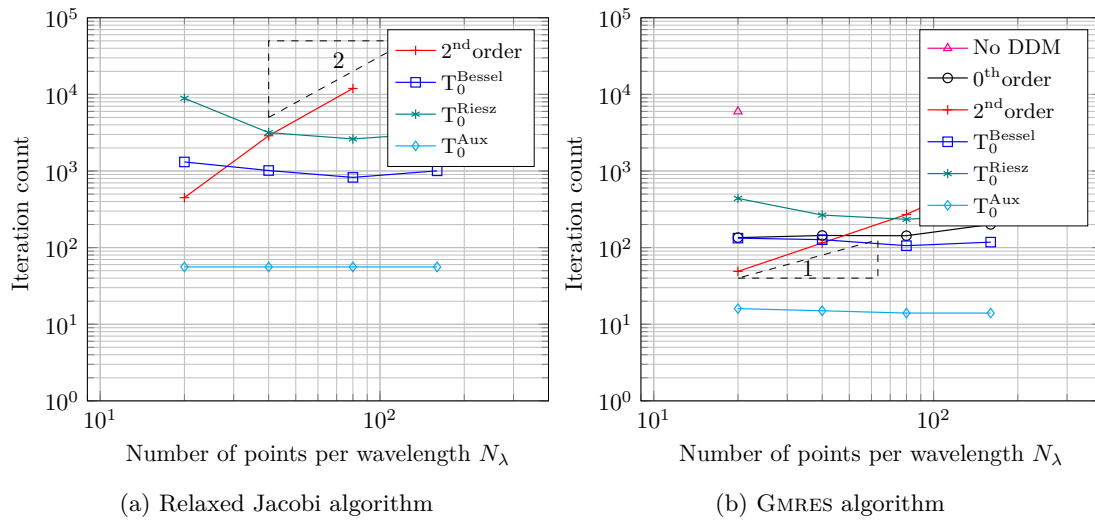 10^5
10^4
10^3
10^2
10^1
10^0
Iteration count
10^1
10^2
Number of points per wavelength N_λ
2
2^nd order
T_0^Bessel
T_0^Riesz
T_0^Aux
(a) Relaxed Jacobi algorithm
10^5
10^4
10^3
10^2
10^1
10^0
Iteration count
10^1
10^2
Number of points per wavelength N_λ
1
No DDM
0^th order
2^nd order
T_0^Bessel
T_0^Riesz
T_0^Aux
(b) GMRES algorithm